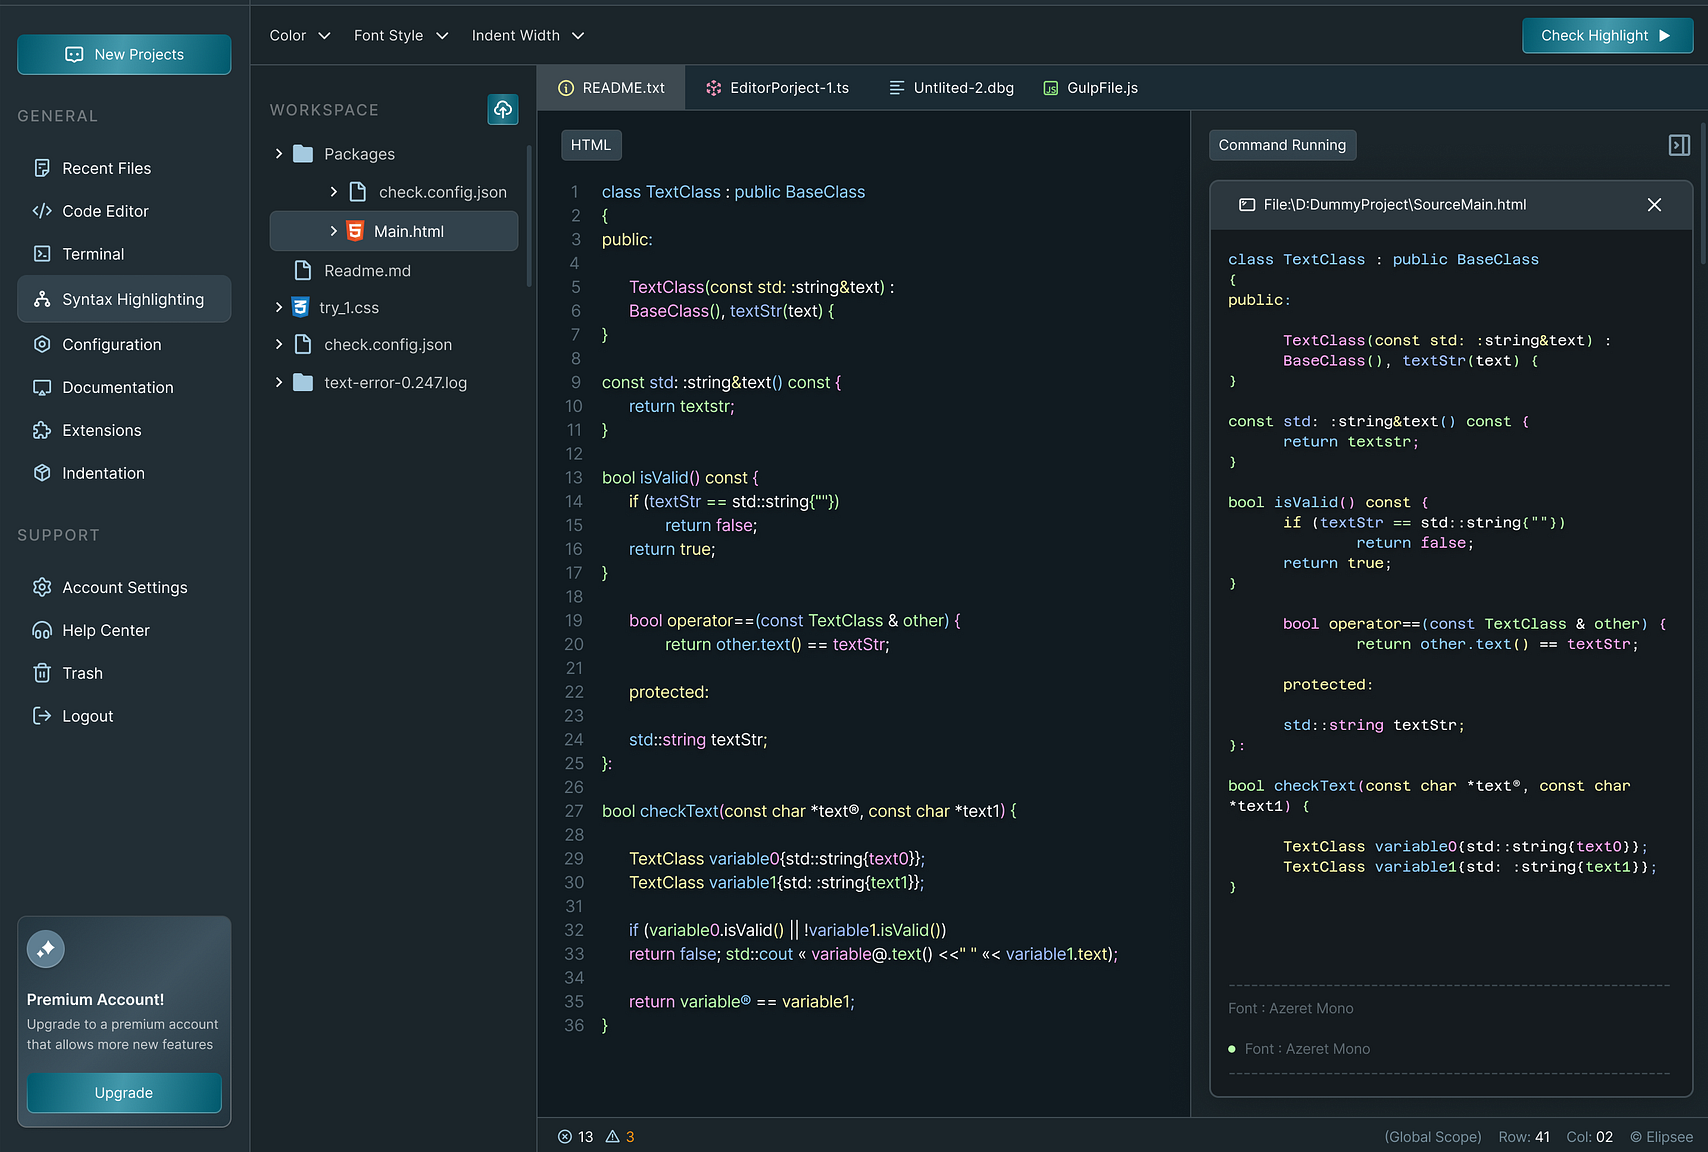 New Projects
GENERAL
Recent Files
Code Editor
Terminal
Syntax Highlighting
Configuration
Documentation
Extensions
Indentation
SUPPORT
Account Settings
Help Center
Trash
Logout
Premium Account!
Upgrade to a premium account
that allows more new features
Upgrade
Color
Font Style
Indent Width
Check Highlight
WORKSPACE
Packages
check.config.json
Main.html
Readme.md
try_1.css
check.config.json
text-error-0.247.log
README.txt
EditorPorject-1.ts
Untlited-2.dbg
JS GulpFile.js
HTML
1 class TextClass : public BaseClass
2 {
3 public:
4
5 TextClass(const std: :string&text) :
6 BaseClass(), textStr(text) {
7 }
8
9 const std: :string&text() const {
10 return textstr;
11 }
12
13 bool isValid() const {
14 if (textStr == std::string{""})
15 return false;
16 return true;
17 }
18
19 bool operator==(const TextClass & other) {
20 return other.text() == textStr;
21
22 protected:
23
24 std::string textStr;
25 }:
26
27 bool checkText(const char *text®, const char *text1) {
28
29 TextClass variable0{std::string{text0}};
30 TextClass variable1{std: :string{text1}};
31
32 if (variable0.isValid() || !variable1.isValid())
33 return false; std::cout « variable@.text() <<" " «< variable1.text);
34
35 return variable® == variable1;
36 }
Command Running
File:\D:DummyProject\SourceMain.html
class TextClass : public BaseClass
{
public:
TextClass(const std: :string&text) :
BaseClass(), textStr(text) {
}
const std: :string&text() const {
return textstr;
}
bool isValid() const {
if (textStr == std::string{""})
return false;
return true;
}
bool operator==(const TextClass & other) {
return other.text() == textStr;
protected:
std::string textStr;
}:
bool checkText(const char *text®, const char
*text1) {
TextClass variable0{std::string{text0}};
TextClass variable1{std: :string{text1}};
}
Font : Azeret Mono
Font : Azeret Mono
13 3
(Global Scope) Row: 41 Col: 02 © Elipsee